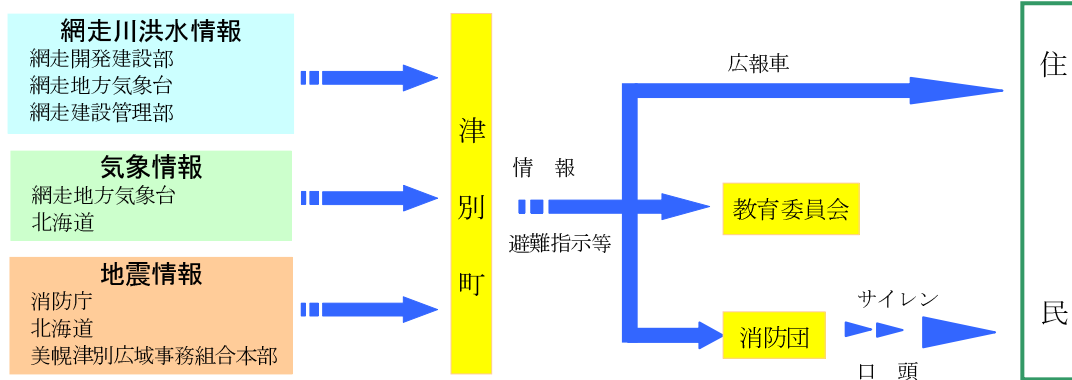 網走川洪水情報
網走開発建設部
網走地方気象台
網走建設管理部
気象情報
網走地方気象台
北海道
地震情報
消防庁
北海道
美幌津別広域事務組合本部
津別町
情 報
避難指示等
広報車
教育委員会
消防団
サイレン
口 頭
住民